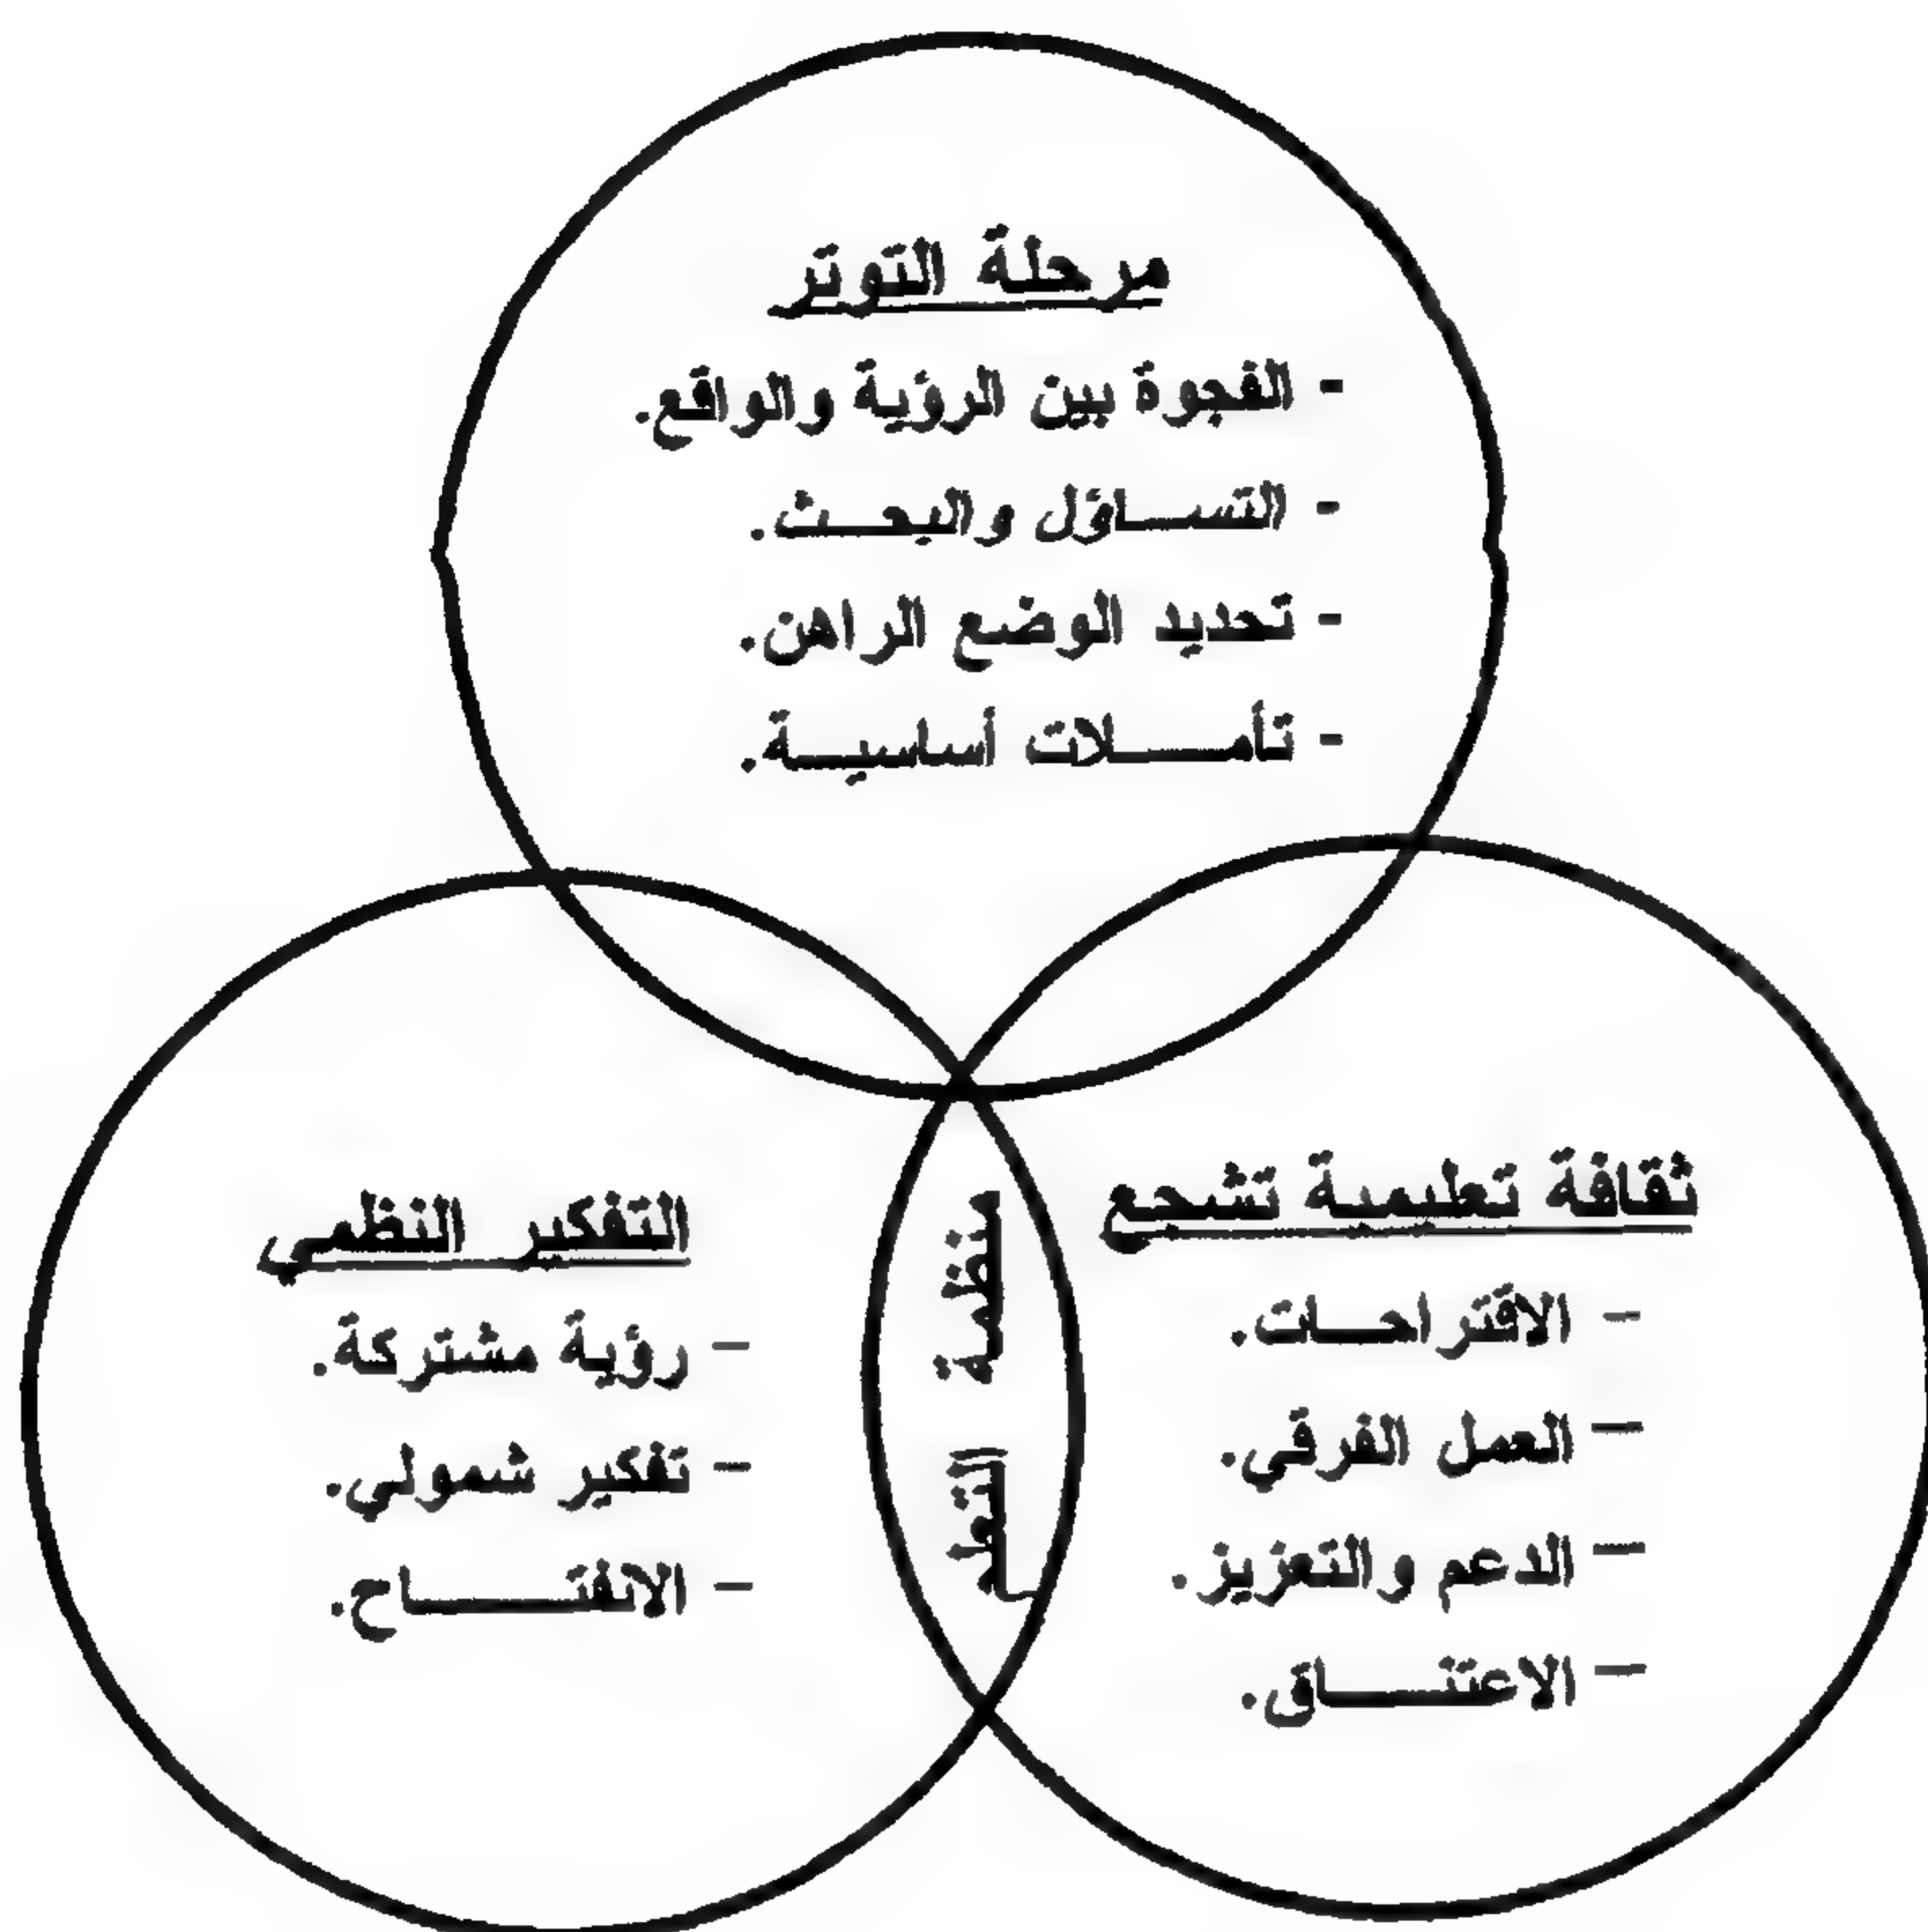 مرحلة التوتر
- الفجوة بين الرؤية والواقع.
- التساؤل والبحث.
- تحديد الوضع الراهن.
- تأملات أساسية.
ثقافة تعليمية تشجع
- الاقتراحات.
- العمل الفرقي.
- الدعم والتعزيز.
- الاعتناق.
منظمة التعلم
التفكير النظمي
- رؤية مشتركة.
- تفكير شمولي.
- الانفتاح.